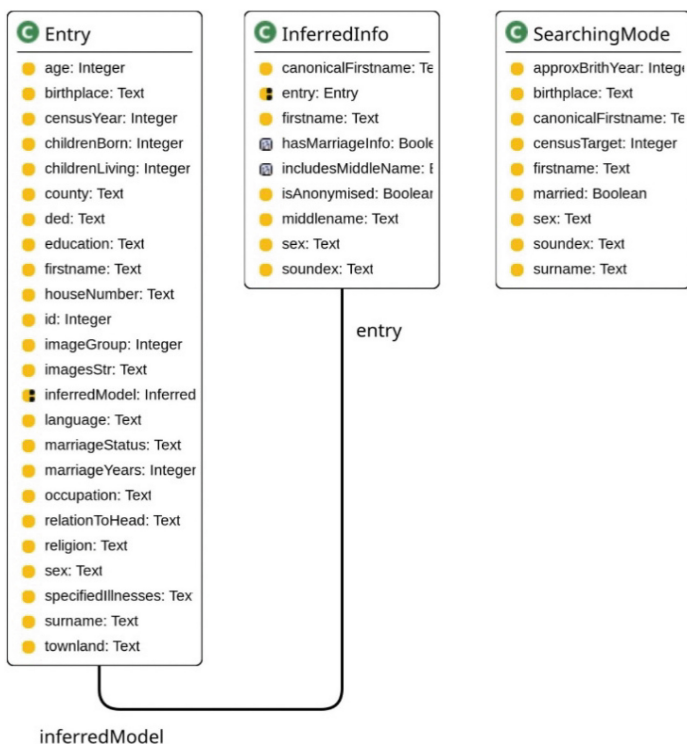 C Entry
age: Integer
birthplace: Text
censusYear: Integer
childrenBorn: Integer
childrenLiving: Integer
county: Text
ded: Text
education: Text
firstname: Text
houseNumber: Text
id: Integer
imageGroup: Integer
imagesStr: Text
inferredModel: Inferred
language: Text
marriageStatus: Text
marriageYears: Integer
occupation: Text
relationToHead: Text
religion: Text
sex: Text
specifiedIllnesses: Tex
surname: Text
townland: Text
C InferredInfo
canonicalFirstname: Te
entry: Entry
firstname: Text
hasMarriageInfo: Boole
includesMiddleName: B
isAnonymised: Boolean
middlename: Text
sex: Text
soundex: Text
C SearchingMode
approxBrithYear: Intege
birthplace: Text
canonicalFirstname: Te
censusTarget: Integer
firstname: Text
married: Boolean
sex: Text
soundex: Text
surname: Text
entry
inferredModel